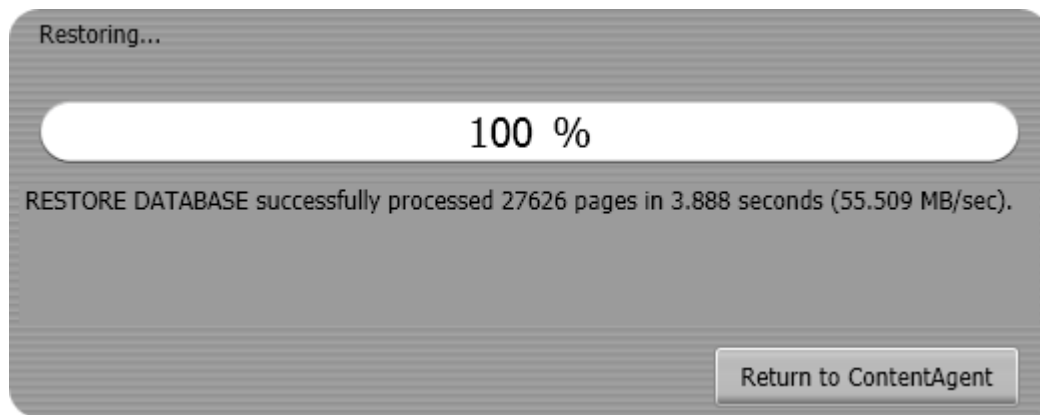 Restoring...
100 %
RESTORE DATABASE successfully processed 27626 pages in 3.888 seconds (55.509 MB/sec).
Return to ContentAgent